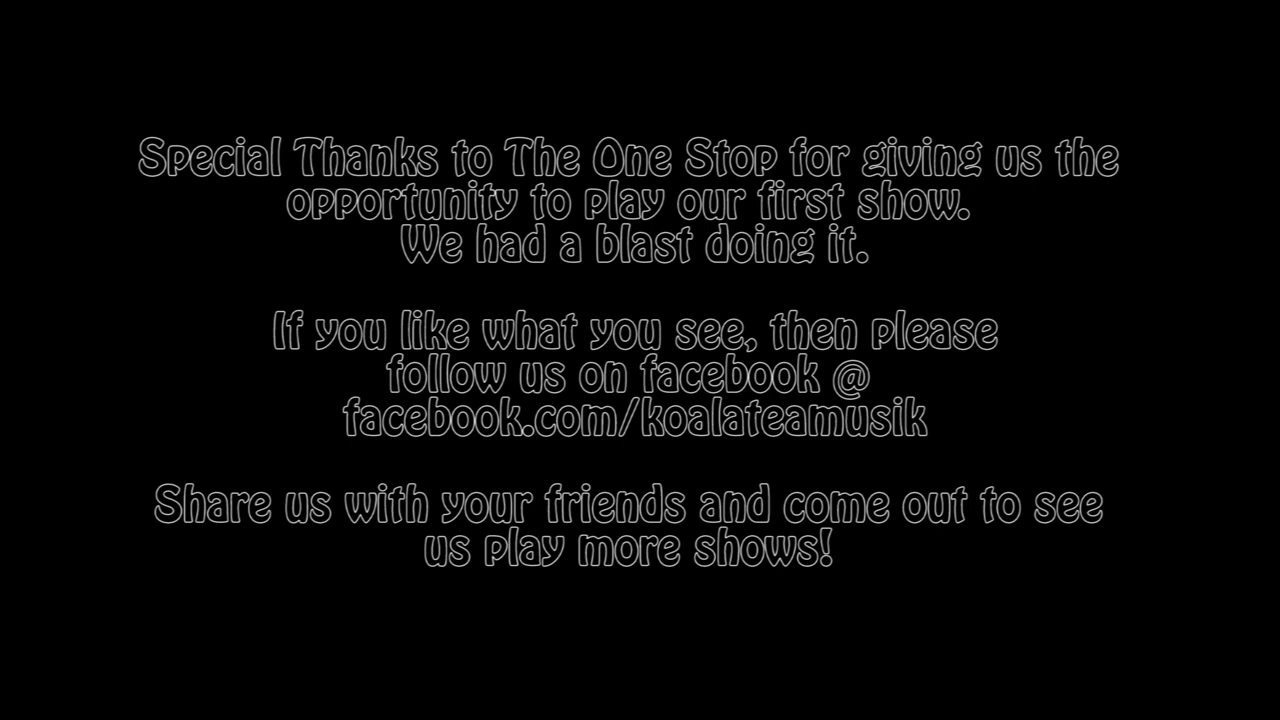 Special Thanks to The One Stop for giving us the
opportunity to play our first show.
We had a blast doing it.
If you like what you see, then please
follow us on facebook @
facebook.com/koalateamusik
Share us with your friends and come out to see
us play more shows!